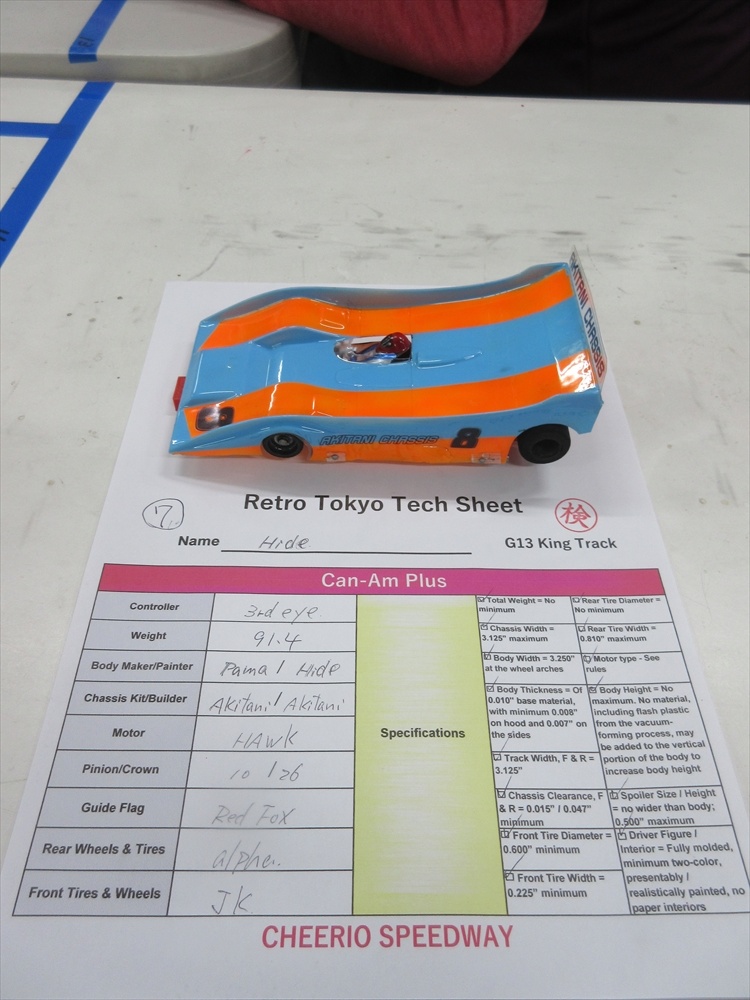 AKITANI CHASSIS
8
AKITANI CHASSIS 8
Retro Tokyo Tech Sheet
7
検
Name Hide
G13 King Track
Can-Am Plus
Controller 3rd eye
Weight 91.4
Body Maker/Painter Pama / Hide
Chassis Kit/Builder Akitani / Akitani
Motor HAWK
Pinion/Crown 10 / 26
Guide Flag Red Fox
Rear Wheels & Tires alpha
Front Tires & Wheels JK
Specifications
Total Weight = No
minimum
Chassis Width =
3.125" maximum
Body Width = 3.250"
at the wheel arches
Body Thickness = Of
0.010" base material,
with minimum 0.008"
on hood and 0.007" on
the sides
Track Width, F & R =
3.125"
Chassis Clearance, F
& R = 0.015" / 0.047"
minimum
Front Tire Diameter =
0.600" minimum
Front Tire Width =
0.225" minimum
Rear Tire Diameter =
No minimum
Rear Tire Width =
0.810" maximum
Motor type - See
rules
Body Height = No
maximum. No material,
including flash plastic
from the vacuum-
forming process, may
be added to the vertical
portion of the body to
increase body height
Spoiler Size / Height
= no wider than body;
0.500" maximum
Driver Figure /
Interior = Fully molded,
minimum two-color,
presentably /
realistically painted, no
paper interiors
CHEERIO SPEEDWAY